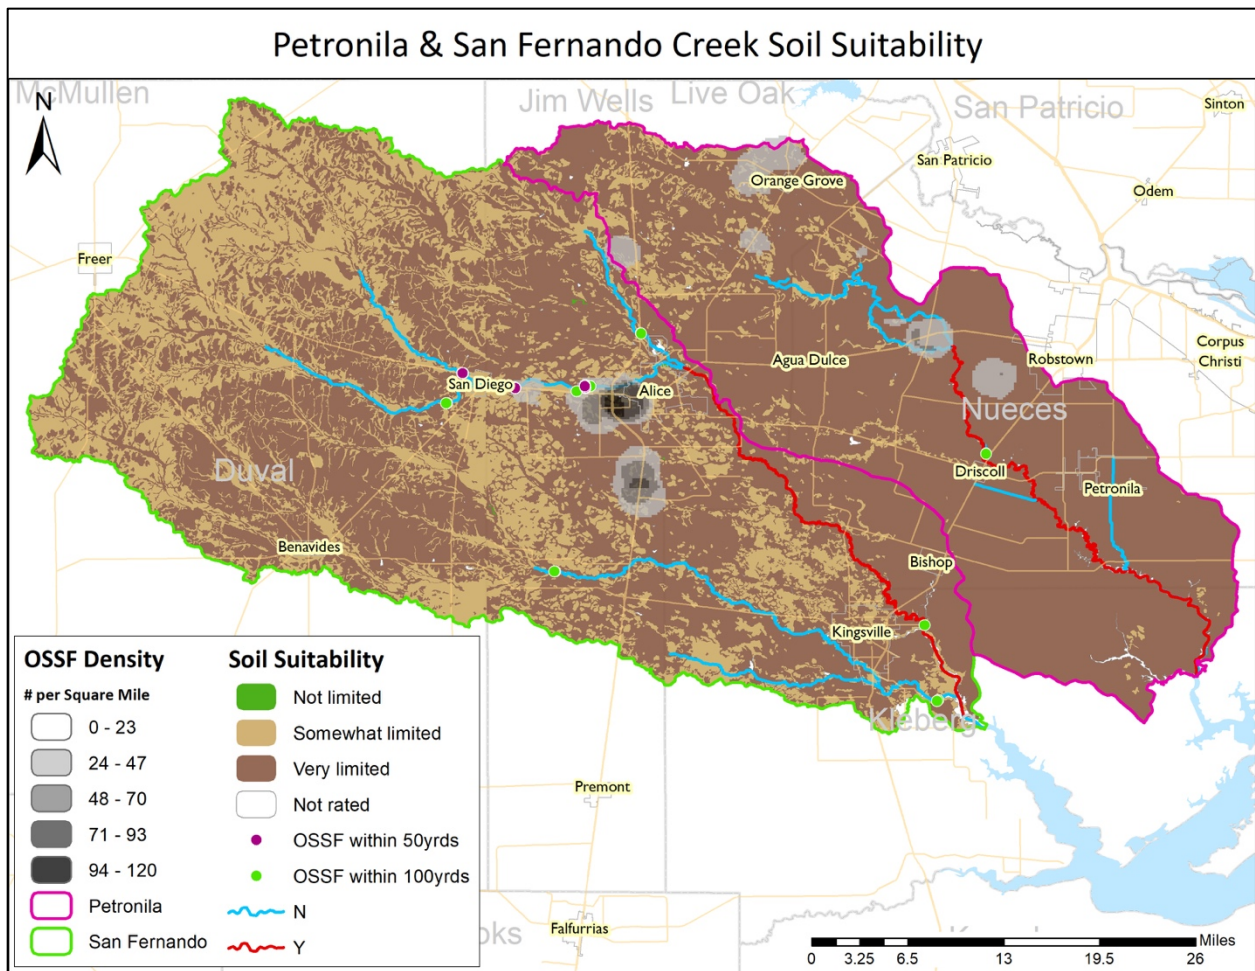 Petronila & San Fernando Creek Soil Suitability
McMullen
Jim Wells
Live Oak
San Patricio
Sinton
N
San Patricio
Orange Grove
Odem
Freer
Corpus
Christi
Robstown
Agua Dulce
San Diego
Alice
Nueces
Duval
Driscoll
Petronila
Benavides
Bishop
Kingsville
Kleberg
Premont
Falfurrias
OSSF Density
# per Square Mile
0 - 23
24 - 47
48 - 70
71 - 93
94 - 120
Petronila
San Fernando
Soil Suitability
Not limited
Somewhat limited
Very limited
Not rated
OSSF within 50yrds
OSSF within 100yrds
N
Y
Miles
0 3.25 6.5 13 19.5 26